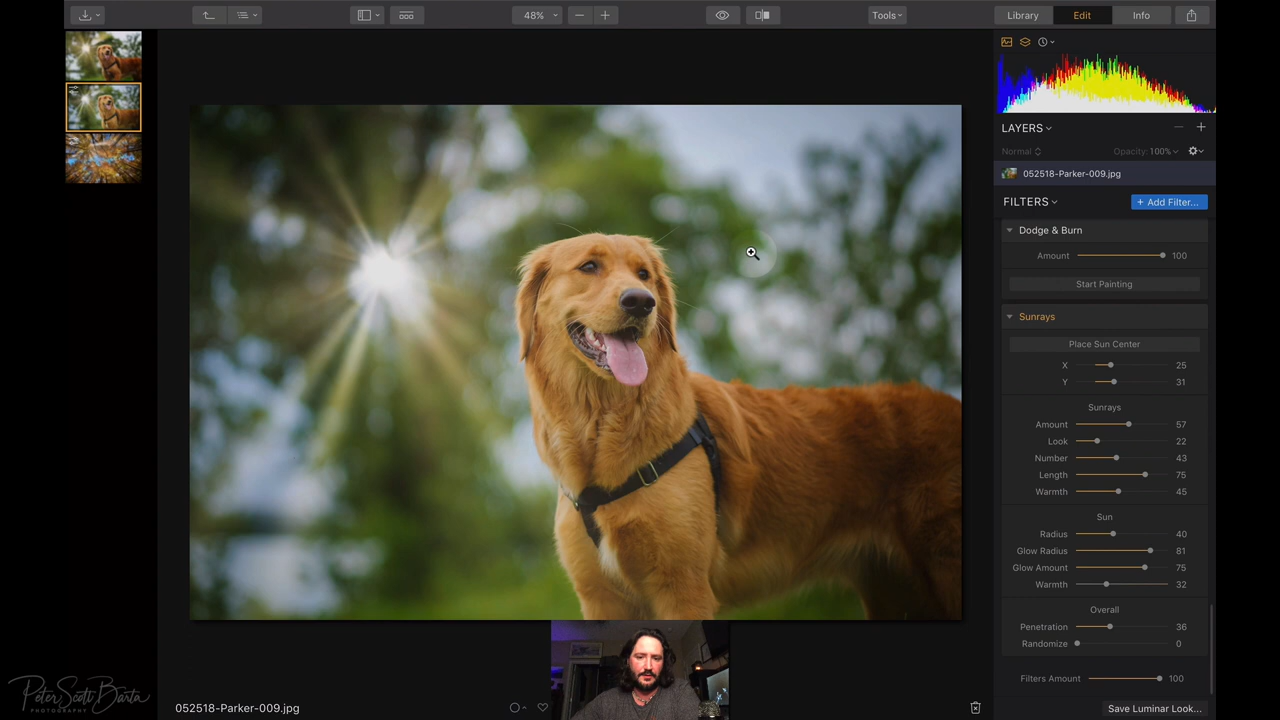 48%
Tools
Library
Edit
Info
LAYERS
Normal
Opacity: 100%
052518-Parker-009.jpg
FILTERS
+ Add Filter...
Dodge & Burn
Amount 100
Start Painting
Sunrays
Place Sun Center
X 25
Y 31
Sunrays
Amount 57
Look 22
Number 43
Length 75
Warmth 45
Sun
Radius 40
Glow Radius 81
Glow Amount 75
Warmth 32
Overall
Penetration 36
Randomize 0
Filters Amount 100
Save Luminar Look...
052518-Parker-009.jpg
Peter Scott Barta
PHOTOGRAPHY